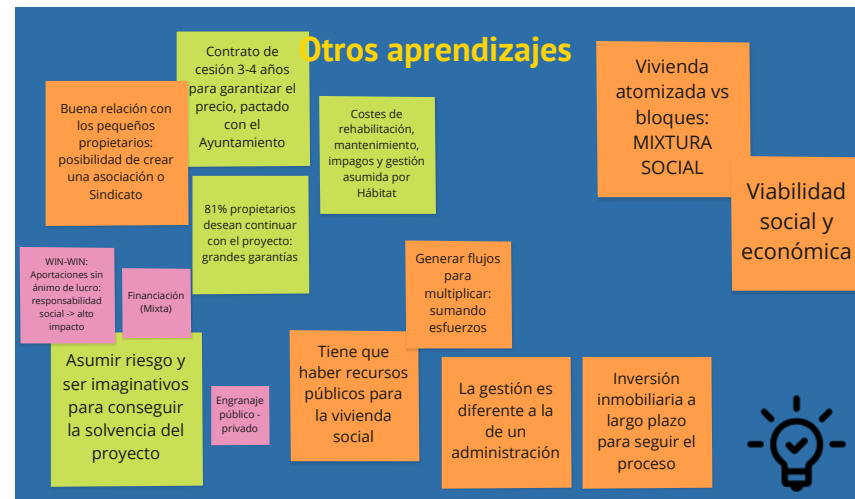 Otros aprendizajes
Contrato de
cesión 3-4 años
para garantizar el
precio, pactado
con el
Ayuntamiento
Buena relación con
los pequeños
propietarios:
posibilidad de crear
una asociación o
Sindicato
Costes de
rehabilitación,
mantenimiento,
impagos y gestión
asumida por
Hábitat
Vivienda
atomizada vs
bloques:
MIXTURA
SOCIAL
Viabilidad
social y
económica
81% propietarios
desean continuar
con el proyecto:
grandes garantías
WIN-WIN:
Aportaciones sin
ánimo de lucro:
responsabilidad
social -> alto
impacto
Financiación
(Mixta)
Generar flujos
para
multiplicar:
sumando
esfuerzos
Asumir riesgo y
ser imaginativos
para conseguir
la solvencia del
proyecto
Engranaje
público -
privado
Tiene que
haber recursos
públicos para
la vivienda
social
La gestión es
diferente a la
de un
administración
Inversión
inmobiliaria a
largo plazo
para seguir el
proceso